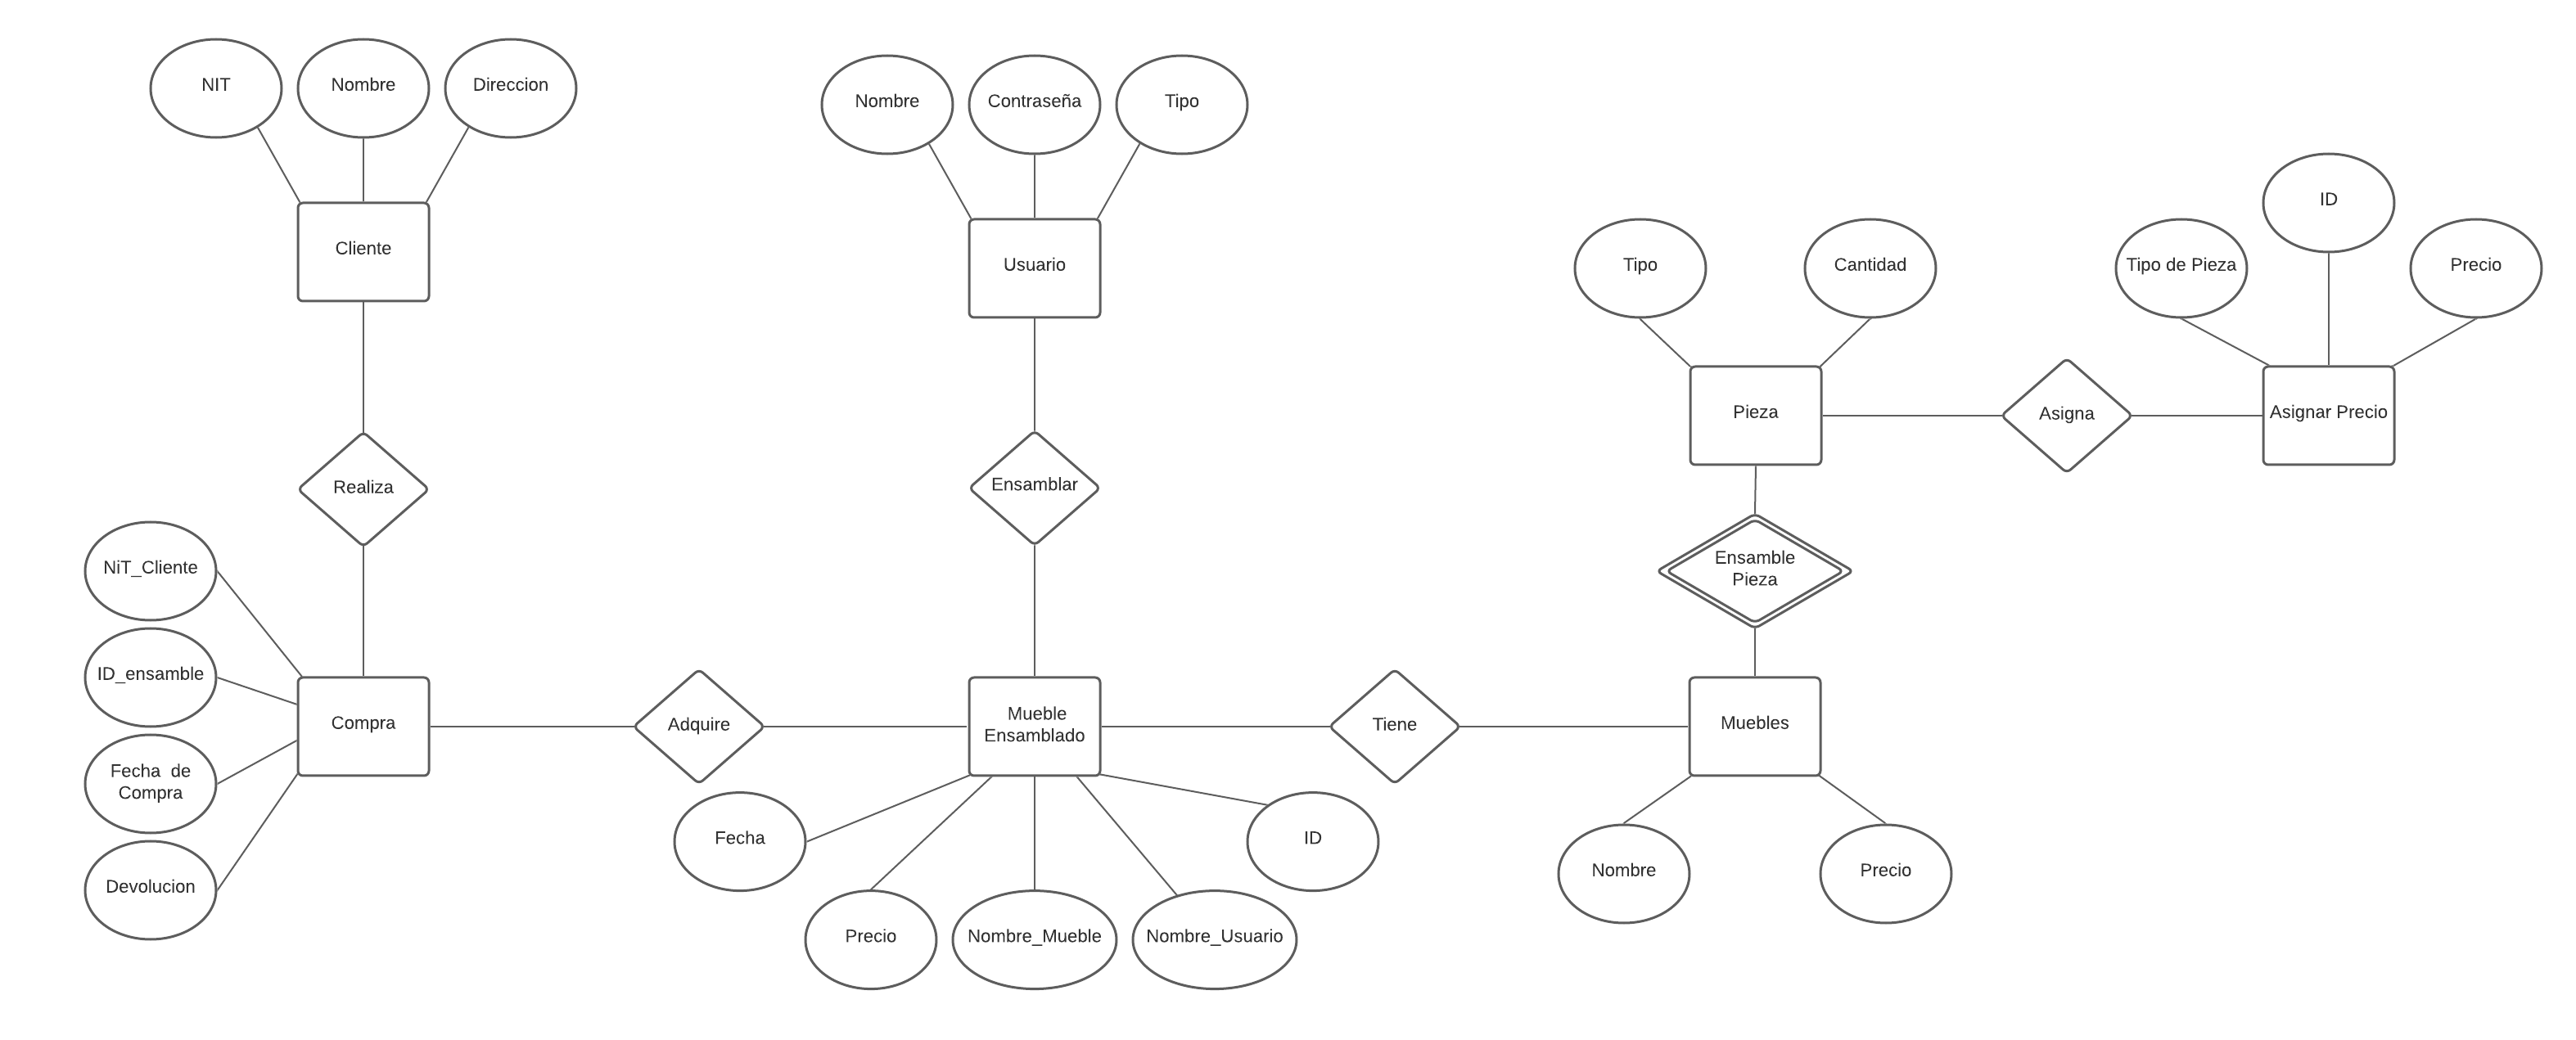 NIT
Nombre
Direccion
Nombre
Contraseña
Tipo
ID
Cliente
Usuario
Tipo
Cantidad
Tipo de Pieza
Precio
Pieza
Asigna
Asignar Precio
Realiza
Ensamblar
Ensamble
Pieza
NiT_Cliente
ID_ensamble
Fecha  de
Compra
Devolucion
Compra
Adquire
Mueble
Ensamblado
Tiene
Muebles
Fecha
ID
Nombre
Precio
Precio
Nombre_Mueble
Nombre_Usuario